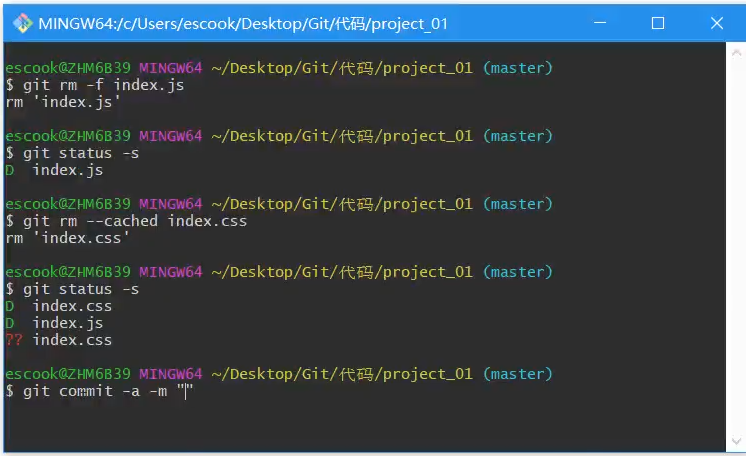 MINGW64:/c/Users/escook/Desktop/Git/代码/project_01
escook@ZHM6B39 MINGW64 ~/Desktop/Git/代码/project_01 (master)
$ git rm -f index.js
rm 'index.js'
escook@ZHM6B39 MINGW64 ~/Desktop/Git/代码/project_01 (master)
$ git status -s
D  index.js
escook@ZHM6B39 MINGW64 ~/Desktop/Git/代码/project_01 (master)
$ git rm --cached index.css
rm 'index.css'
escook@ZHM6B39 MINGW64 ~/Desktop/Git/代码/project_01 (master)
$ git status -s
D  index.css
D  index.js
?? index.css
escook@ZHM6B39 MINGW64 ~/Desktop/Git/代码/project_01 (master)
$ git commit -a -m ""